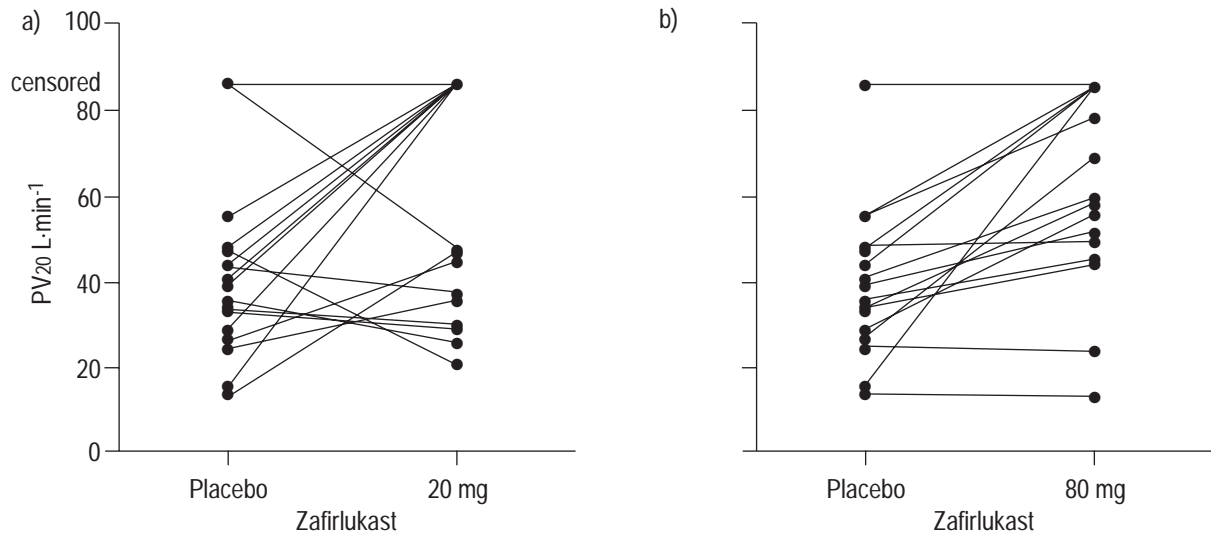 a)
100
censored
80
60
40
20
0
PV20 L·min-1
Placebo
20 mg
Zafirlukast
b)
Placebo
80 mg
Zafirlukast